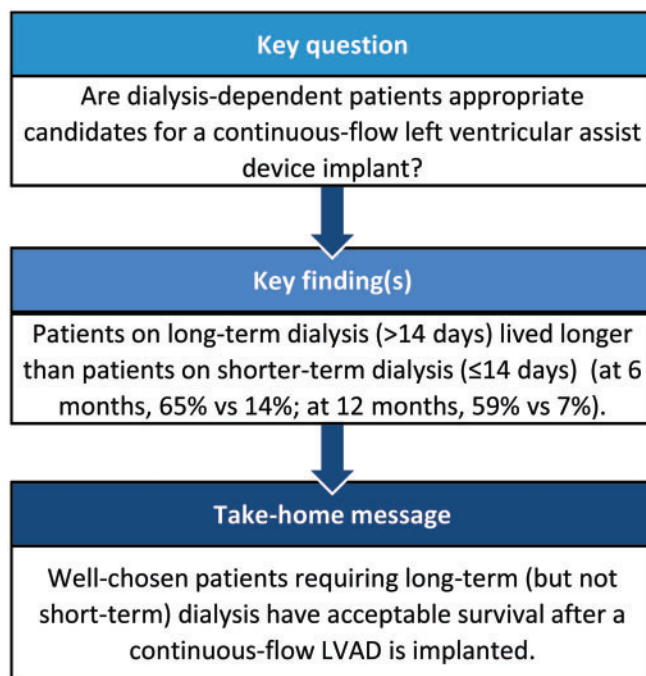 Key question
Are dialysis-dependent patients appropriate
candidates for a continuous-flow left ventricular assist
device implant?
Key finding(s)
Patients on long-term dialysis (>14 days) lived longer
than patients on shorter-term dialysis (≤14 days) (at 6
months, 65% vs 14%; at 12 months, 59% vs 7%).
Take-home message
Well-chosen patients requiring long-term (but not
short-term) dialysis have acceptable survival after a
continuous-flow LVAD is implanted.